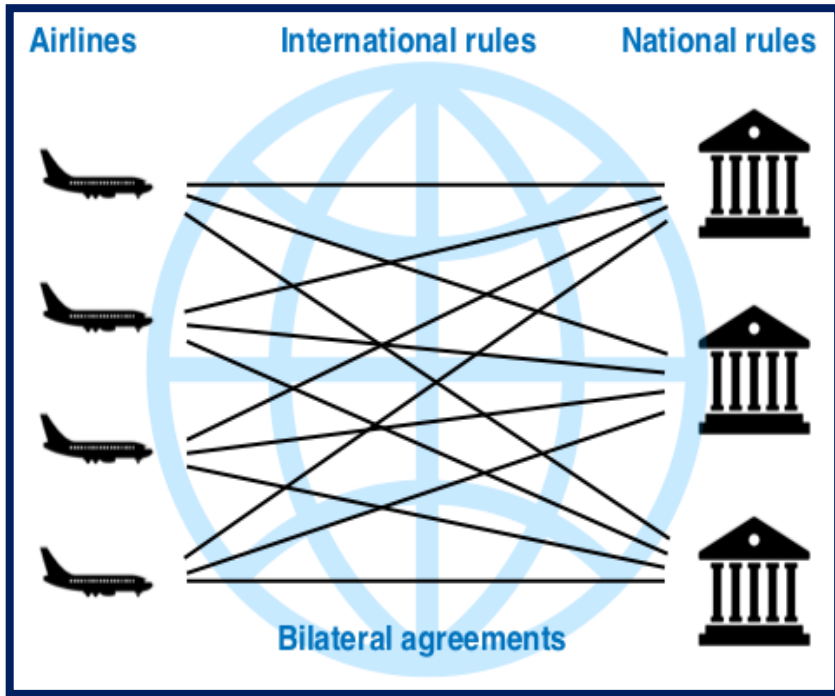 Airlines
International rules
National rules
Bilateral agreements